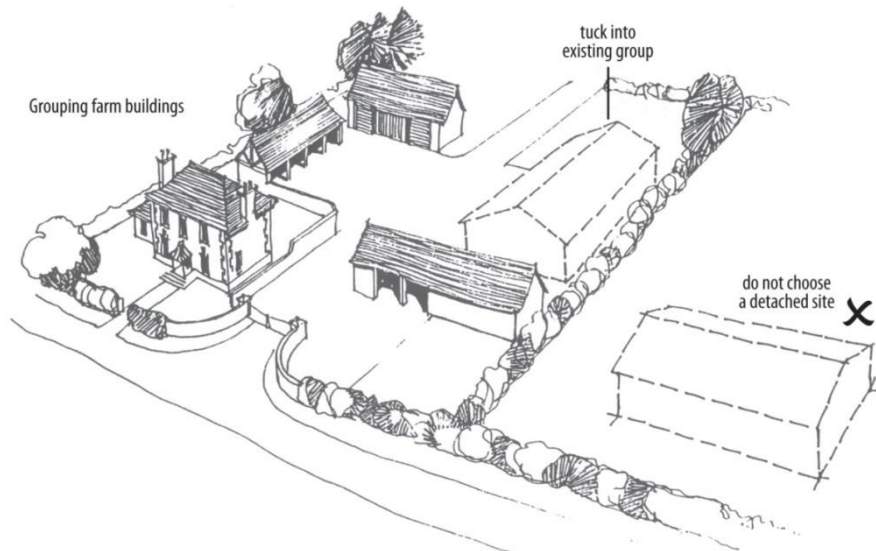 tuck into
existing group
Grouping farm buildings
do not choose
a detached site